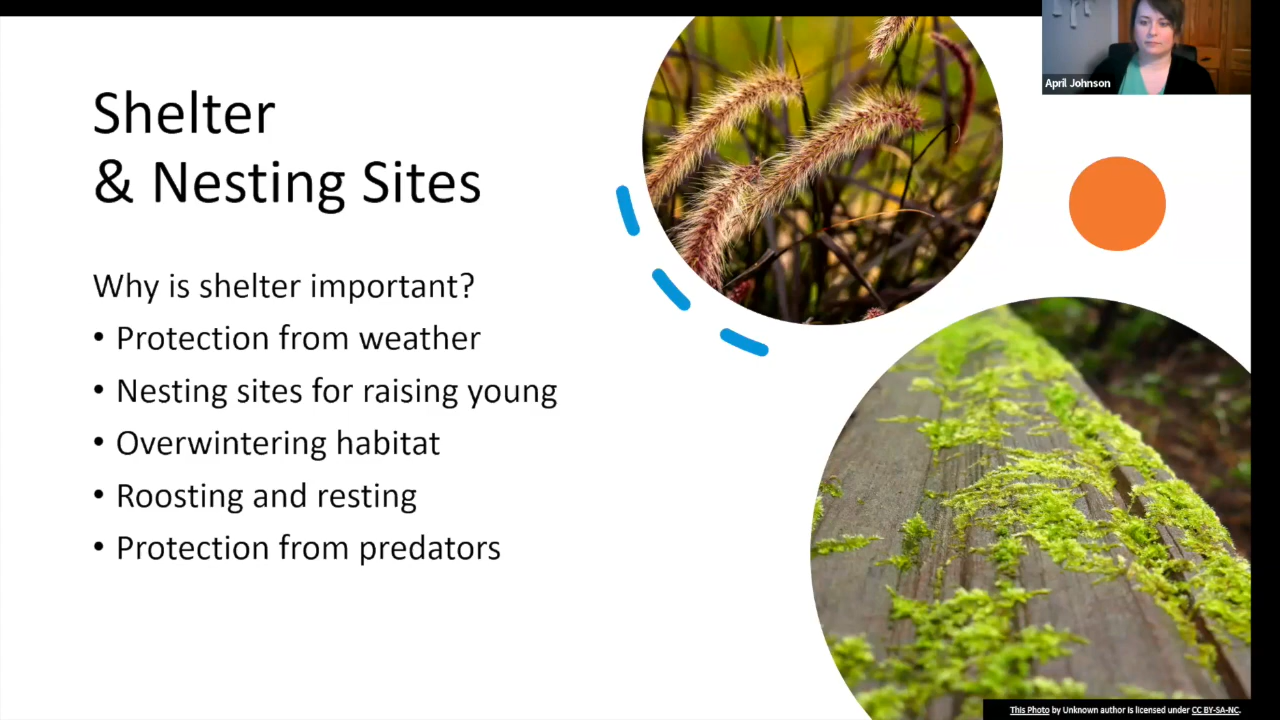 April Johnson
Shelter
& Nesting Sites
Why is shelter important?
• Protection from weather
• Nesting sites for raising young
• Overwintering habitat
• Roosting and resting
• Protection from predators
This Photo by Unknown author is licensed under CC BY-SA-NC.